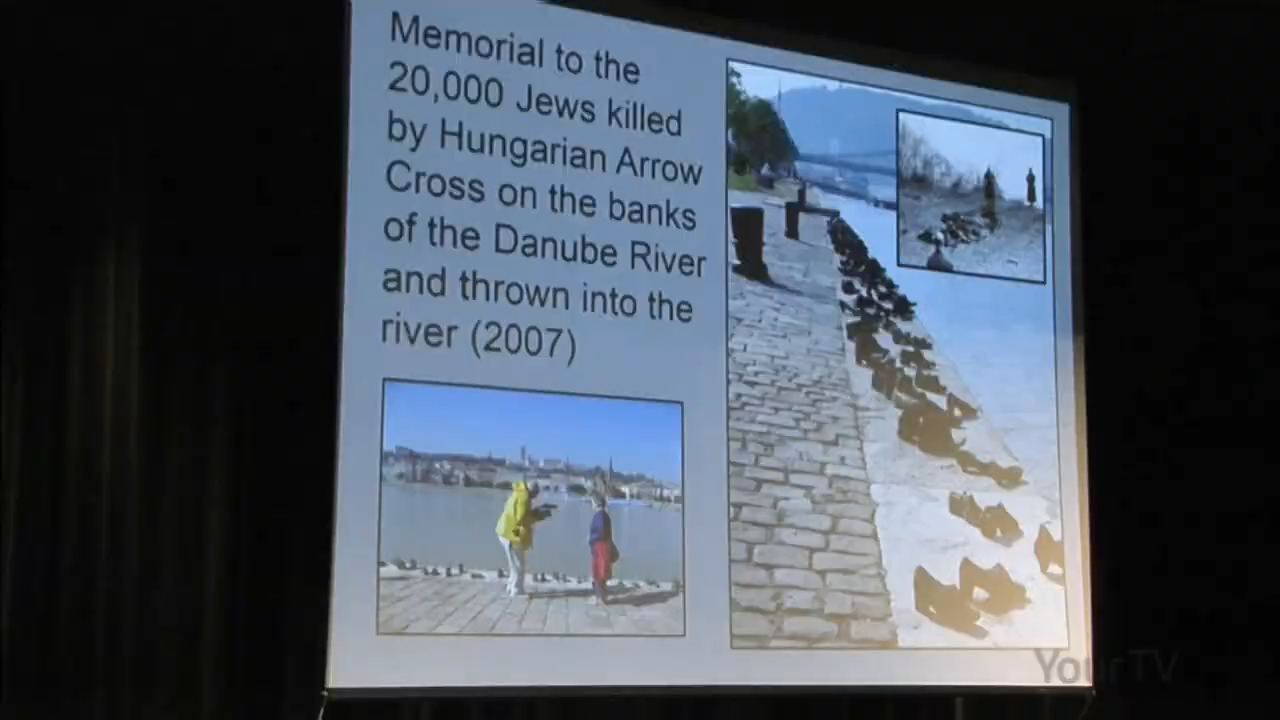 Memorial to the
20,000 Jews killed
by Hungarian Arrow
Cross on the banks
of the Danube River
and thrown into the
river (2007)
YourTV